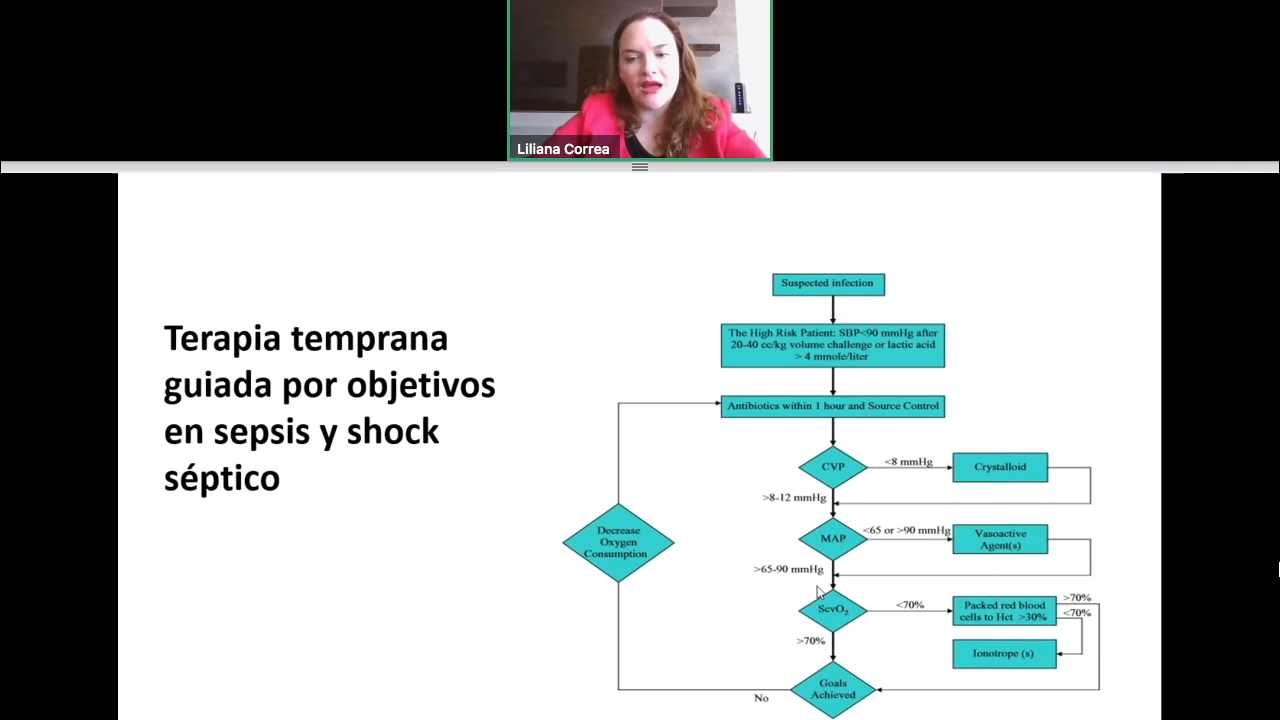 Liliana Correa
Terapia temprana
guiada por objetivos
en sepsis y shock
séptico
Suspected infection
The High Risk Patient: SBP<90 mmHg after
20-40 cc/kg volume challenge or lactic acid
> 4 mmole/liter
Antibiotics within 1 hour and Source Control
CVP
<8 mmHg
Crystalloid
>8-12 mmHg
MAP
<65 or >90 mmHg
Vasoactive
Agent(s)
>65-90 mmHg
Decrease
Oxygen
Consumption
ScvO2
<70%
Packed red blood
cells to Hct >30%
>70%
<70%
Ionotrope (s)
>70%
Goals
Achieved
No